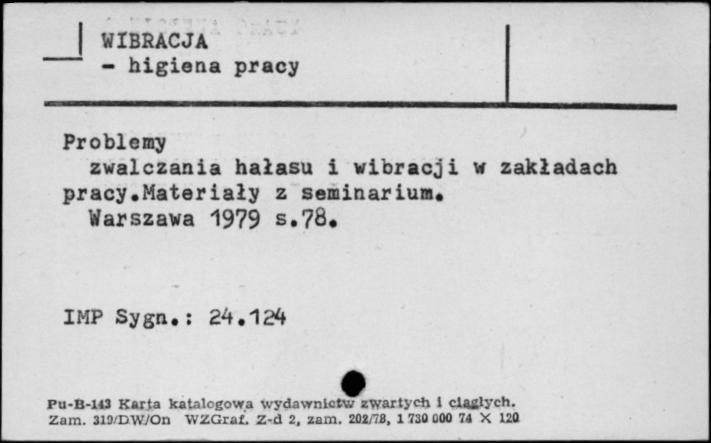 WIBRACJA
- higiena pracy
Problemy
zwalczania hałasu i wibracji w zakładach
pracy.Materiały z seminarium.
Warszawa 1979 s.78.
IMP Sygn.: 24.124
Pu-B-143 Karta katalogowa wydawnictw zwartych i ciągłych.
Zam. 319/DW/On WZGraf. Z-d 2, zam. 202/78, 1 730 000 74 X 120